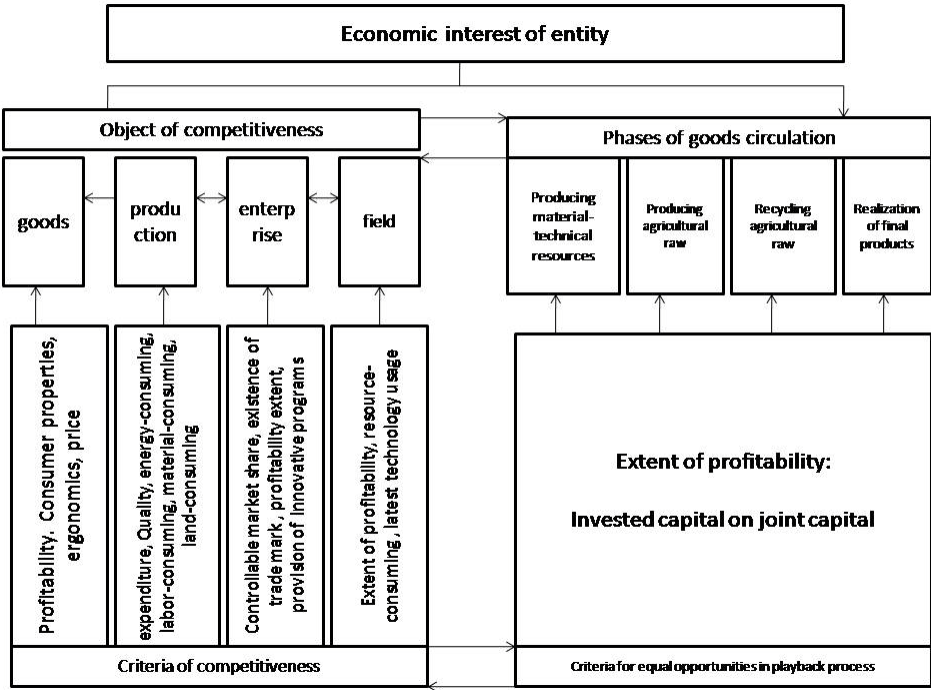 Economic interest of entity
Object of competitiveness
Phases of goods circulation
goods
produ
ction
enterp
rise
field
Producing
material-
technical
resources
Producing
agricultural
raw
Recycling
agricultural
raw
Realization
of final
products
Profitability. Consumer properties,
ergonomics, price
expenditure, Quality, energy-consuming,
labor-consuming, material-consuming,
land-consuming
Controllable market share, existence of
trade mark, profitability extent,
provision of innovative programs
Extent of profitability, resource-
consuming, latest technology usage
Extent of profitability:
Invested capital on joint capital
Criteria of competitiveness
Criteria for equal opportunities in playback process